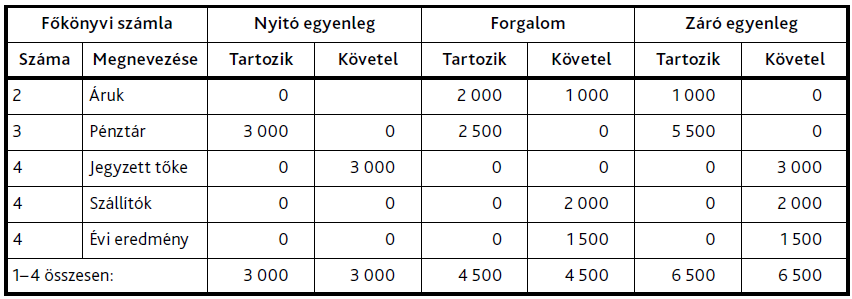 Főkönyvi számla Nyitó egyenleg Forgalom Záró egyenleg
Száma Megnevezése Tartozik Követel Tartozik Követel Tartozik Követel
2 Áruk 0 2 000 1 000 1 000 0
3 Pénztár 3 000 0 2 500 0 5 500 0
4 Jegyzett tőke 0 3 000 0 0 0 3 000
4 Szállítók 0 0 0 2 000 0 2 000
4 Évi eredmény 0 0 0 1 500 0 1 500
1–4 összesen: 3 000 3 000 4 500 4 500 6 500 6 500